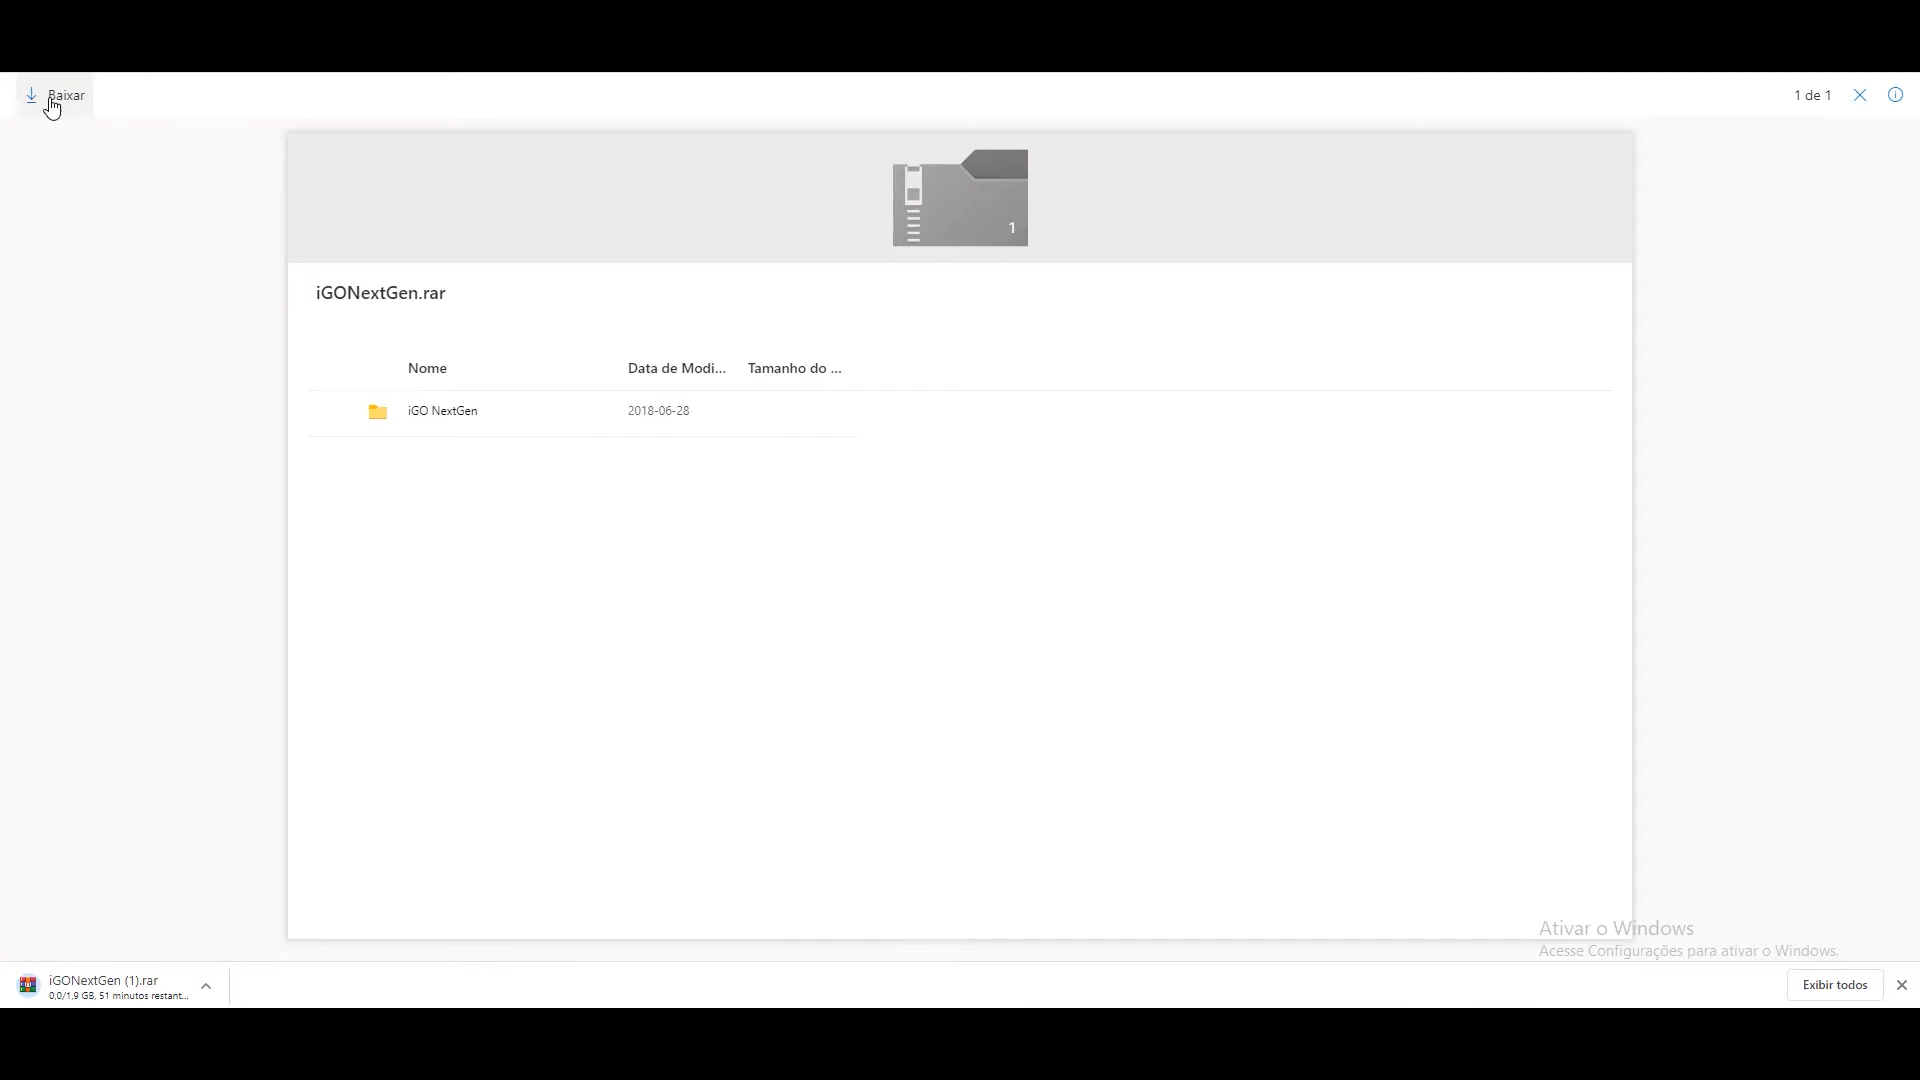 Baixar
1 de 1
1
iGONextGen.rar
Nome Data de Modi... Tamanho do ...
iGO NextGen 2018-06-28
Ativar o Windows
Acesse Configurações para ativar o Windows.
iGONextGen (1).rar
0,0/1,9 GB, 51 minutos restant...
Exibir todos